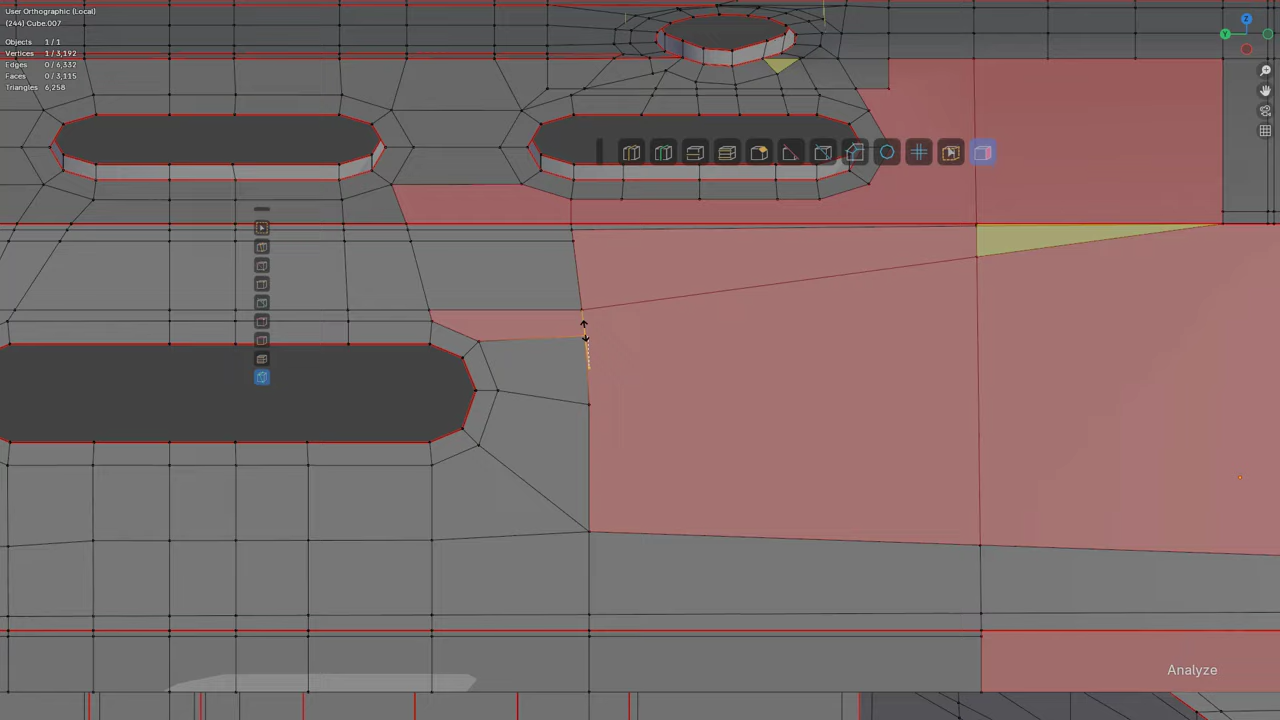 User Orthographic (Local)
(244) Cube.007
Objects 1/1
Vertices 1/3,192
Edges 0/6,332
Faces 0/3,115
Triangles 6,258
Z
Y
Analyze